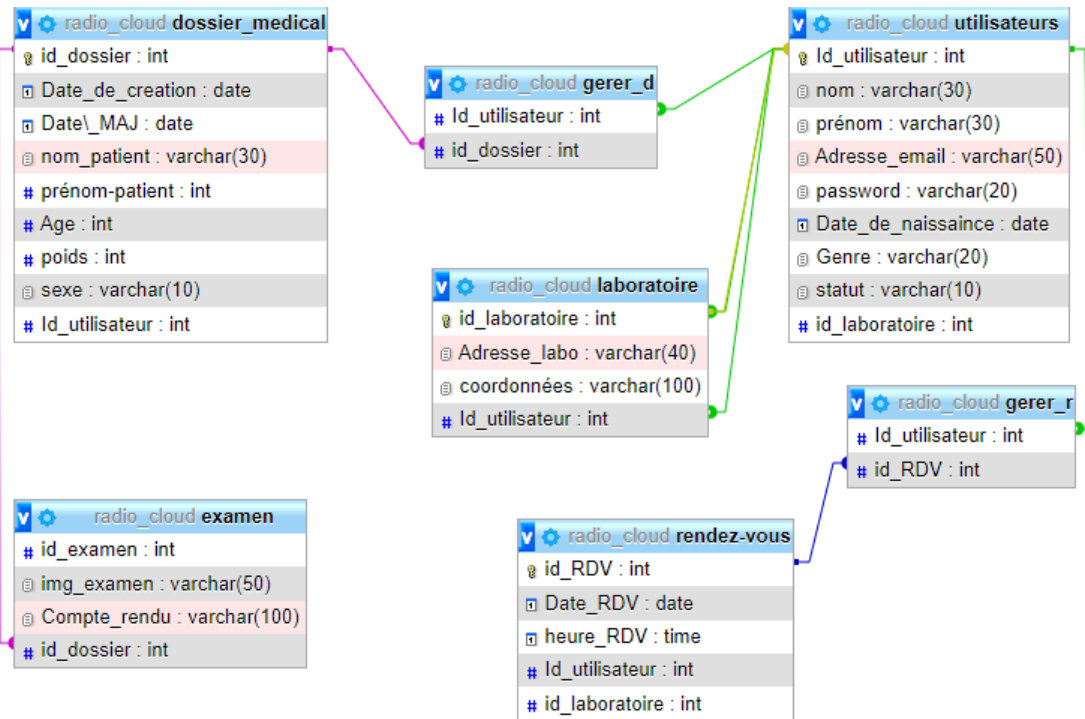 radio_cloud dossier_medical
id_dossier : int
Date_de_creation : date
Date\_MAJ : date
nom_patient : varchar(30)
prénom-patient : int
Age : int
poids : int
sexe : varchar(10)
Id_utilisateur : int
radio_cloud gerer_d
Id_utilisateur : int
id_dossier : int
radio_cloud utilisateurs
Id_utilisateur : int
nom : varchar(30)
prénom : varchar(30)
Adresse_email : varchar(50)
password : varchar(20)
Date_de_naissaince : date
Genre : varchar(20)
statut : varchar(10)
id_laboratoire : int
radio_cloud laboratoire
id_laboratoire : int
Adresse_labo : varchar(40)
coordonnées : varchar(100)
Id_utilisateur : int
radio_cloud gerer_r
Id_utilisateur : int
id_RDV : int
radio_cloud examen
id_examen : int
img_examen : varchar(50)
Compte_rendu : varchar(100)
id_dossier : int
radio_cloud rendez-vous
id_RDV : int
Date_RDV : date
heure_RDV : time
Id_utilisateur : int
id_laboratoire : int